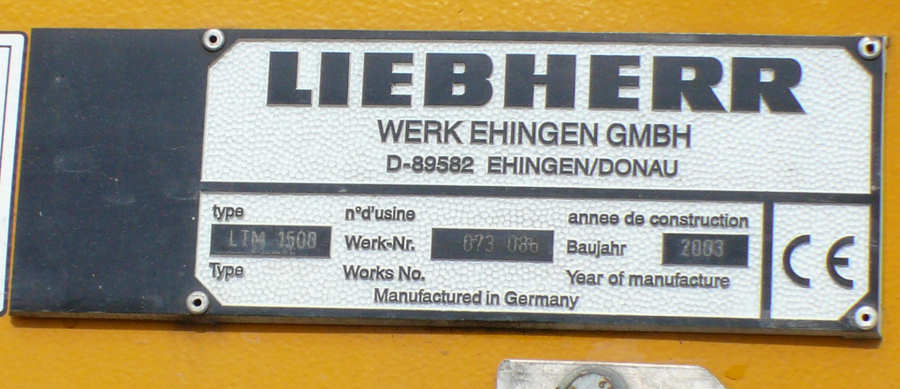 LIEBHERR
WERK EHINGEN GMBH
D-89582 EHINGEN/DONAU
type n°d'usine annee de construction
LTM 1500 Werk-Nr. 073 086 Baujahr 2003
Type Works No. Year of manufacture
Manufactured in Germany
CE